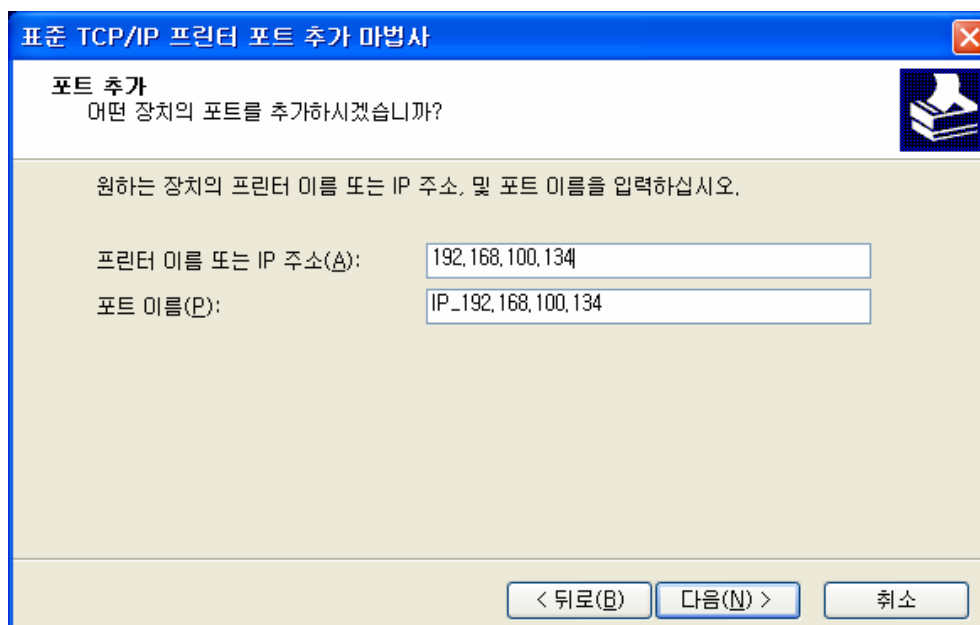 표준 TCP/IP 프린터 포트 추가 마법사
포트 추가
어떤 장치의 포트를 추가하시겠습니까?
원하는 장치의 프린터 이름 또는 IP 주소, 및 포트 이름을 입력하십시오.
프린터 이름 또는 IP 주소(A): 192.168.100.134
포트 이름(P): IP_192.168.100.134
< 뒤로(B) 다음(N) > 취소